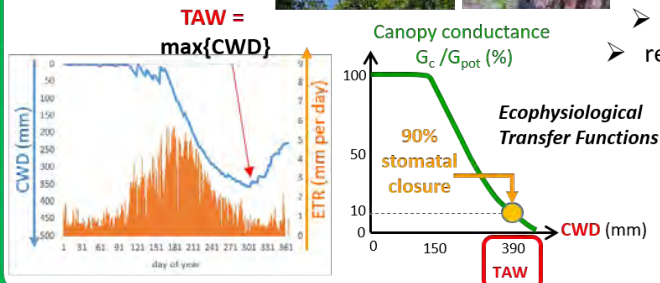 TAW =
max{CWD}
CWD (mm)
0
50
100
150
200
250
300
350
400
450
500
9
8
7
6
5
4
3
2
1
0
ETR (mm per day)
1 31 61 91 121 151 181 211 241 271 301 331 361
day of year
Canopy conductance
Gc /Gpot (%)
100
50
10
0
90%
stomatal
closure
Ecophysiological
Transfer Functions
CWD (mm)
0 150 390
TAW
➢
➢ re